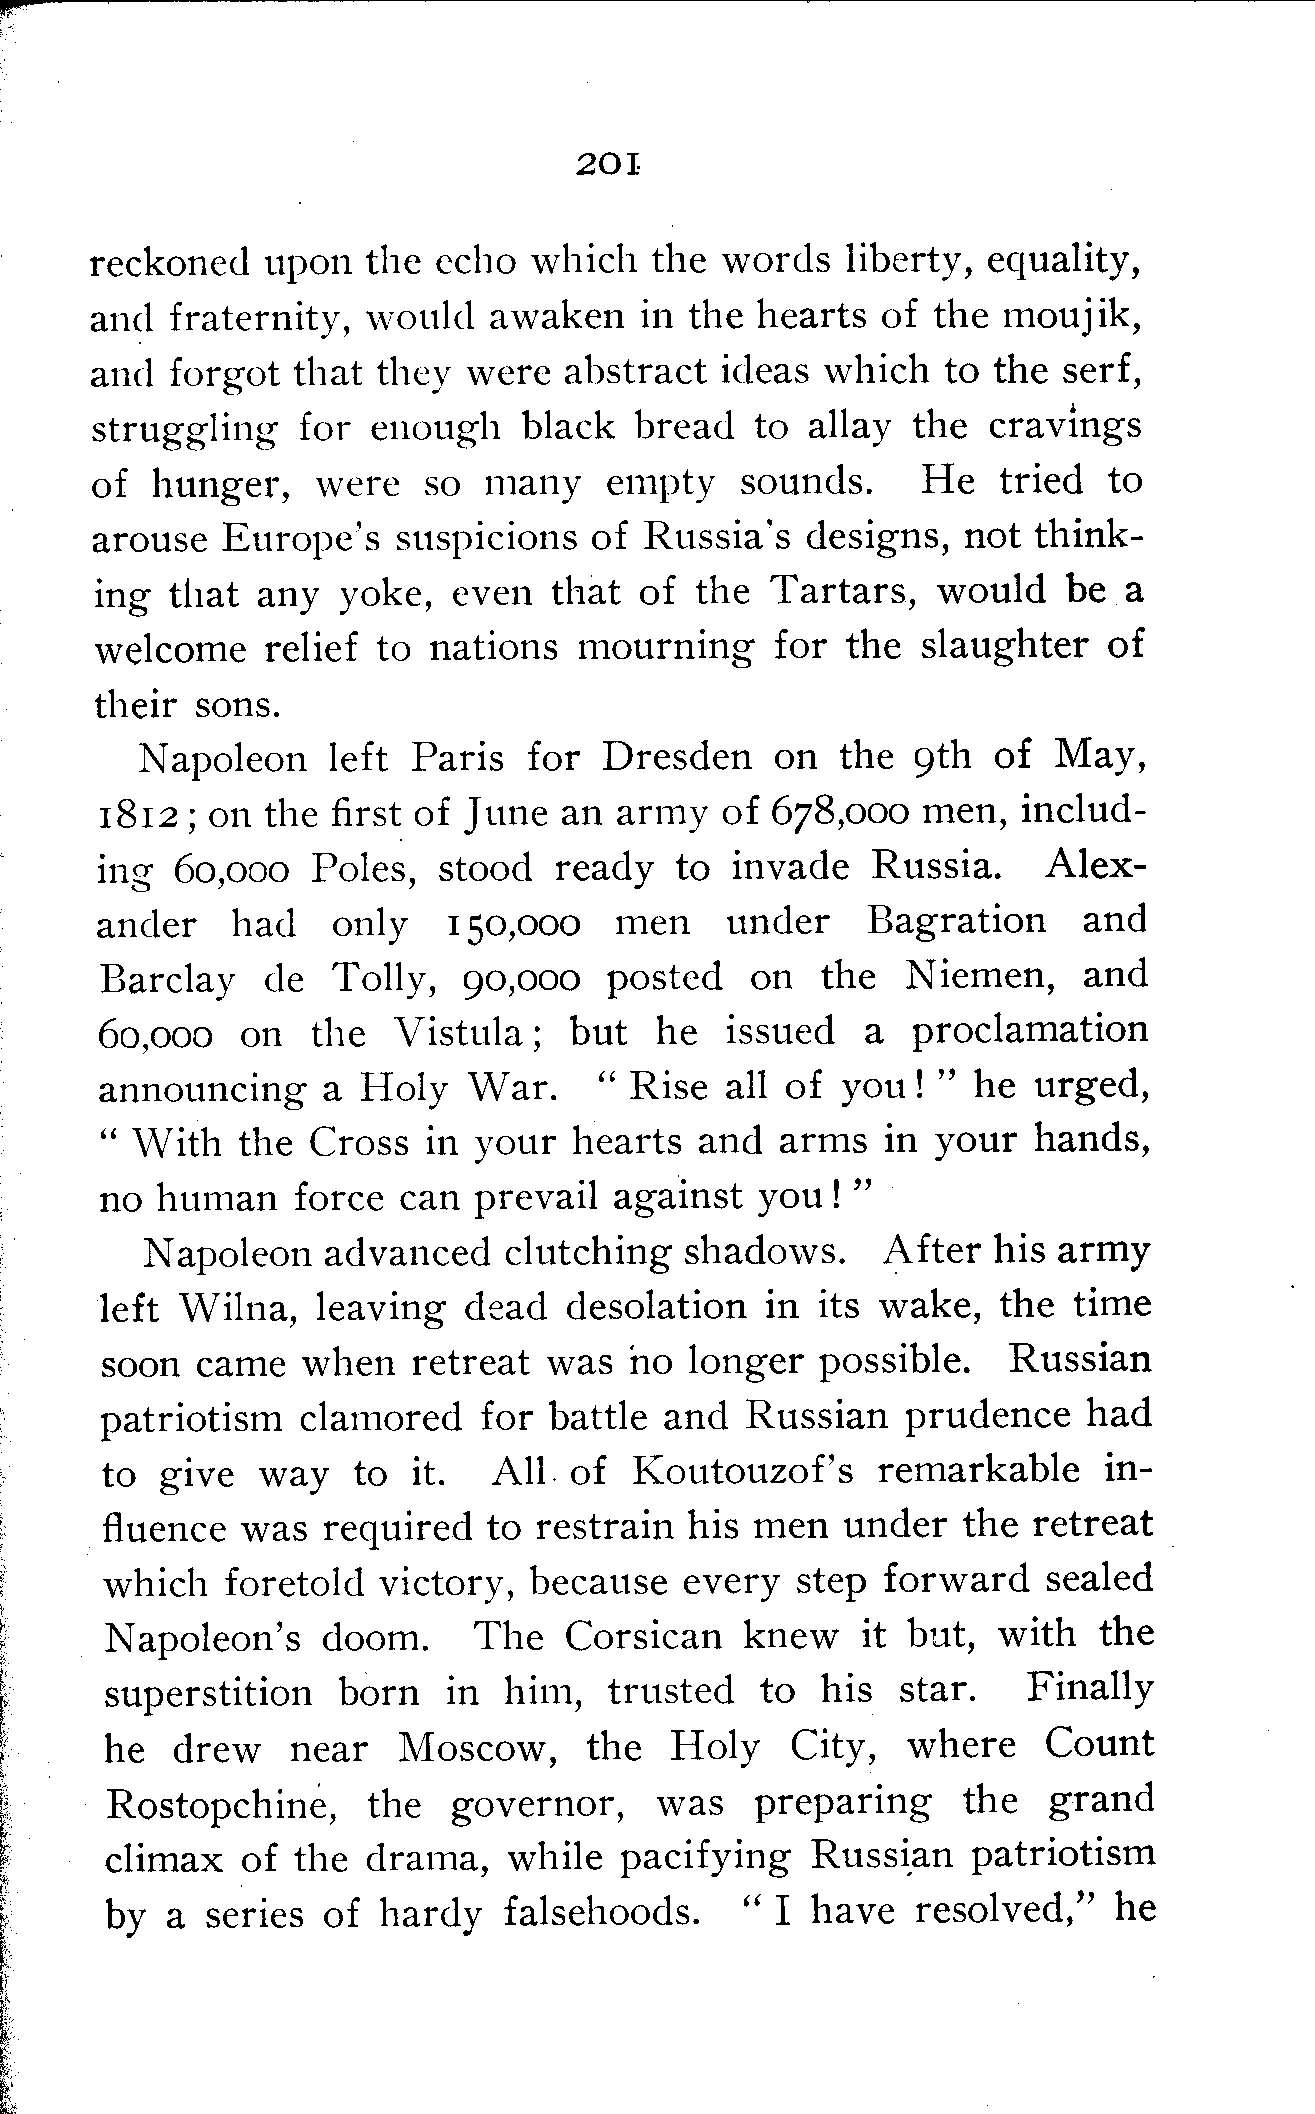 201
reckoned upon the echo which the words liberty, equality,
and fraternity, would awaken in the hearts of the moujik,
and forgot that they were abstract ideas which to the serf,
struggling for enough black bread to allay the cravings
of hunger, were so many empty sounds. He tried to
arouse Europe's suspicions of Russia's designs, not think-
ing that any yoke, even that of the Tartars, would be a
welcome relief to nations mourning for the slaughter of
their sons.
Napoleon left Paris for Dresden on the 9th of May,
1812; on the first of June an army of 678,000 men, includ-
ing 60,000 Poles, stood ready to invade Russia. Alex-
ander had only 150,000 men under Bagration and
Barclay de Tolly, 90,000 posted on the Niemen, and
60,000 on the Vistula; but he issued a proclamation
announcing a Holy War. "Rise all of you!" he urged,
"With the Cross in your hearts and arms in your hands,
no human force can prevail against you!"
Napoleon advanced clutching shadows. After his army
left Wilna, leaving dead desolation in its wake, the time
soon came when retreat was no longer possible. Russian
patriotism clamored for battle and Russian prudence had
to give way to it. All of Koutouzof's remarkable in-
fluence was required to restrain his men under the retreat
which foretold victory, because every step forward sealed
Napoleon's doom. The Corsican knew it but, with the
superstition born in him, trusted to his star. Finally
he drew near Moscow, the Holy City, where Count
Rostopchine, the governor, was preparing the grand
climax of the drama, while pacifying Russian patriotism
by a series of hardy falsehoods. "I have resolved," he